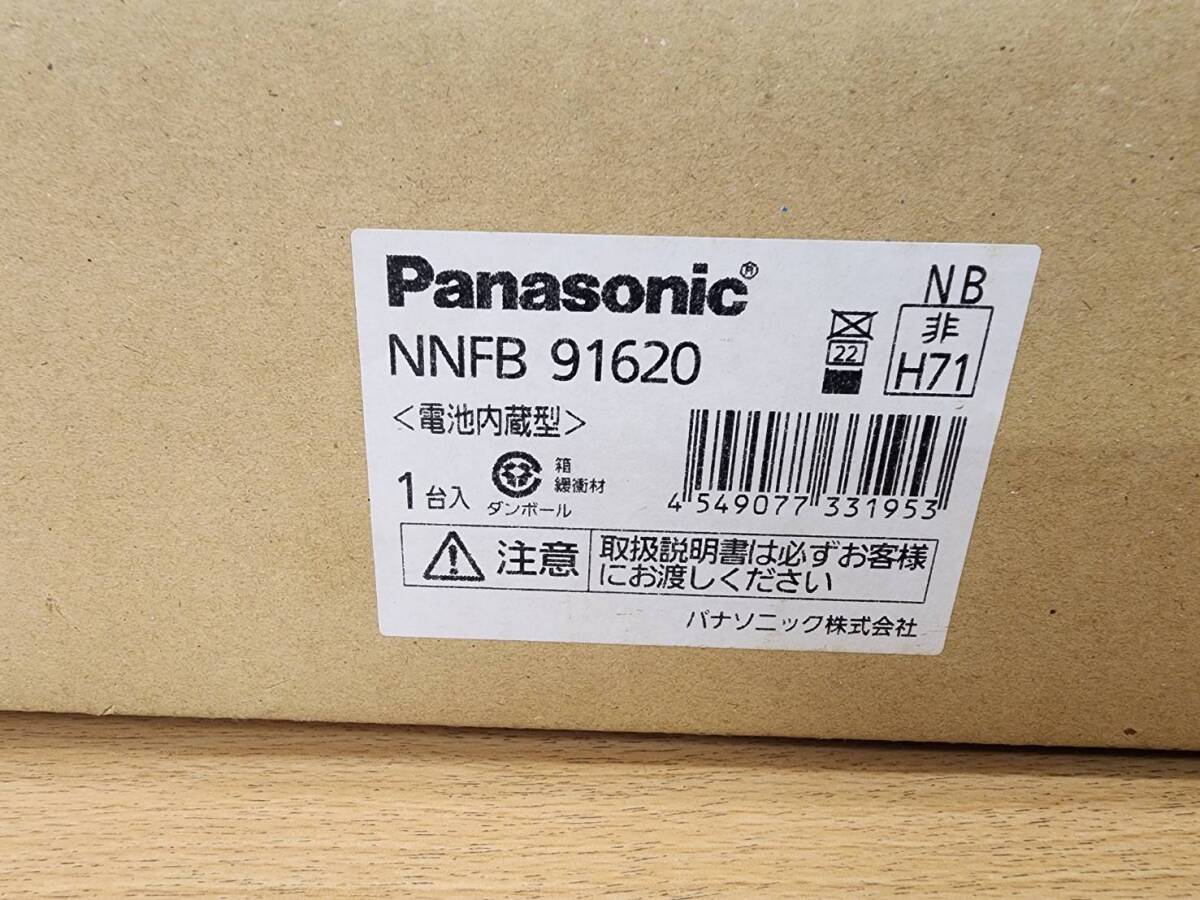 Panasonic®
NB
NNFB 91620
22
非
H71
<電池内蔵型>
1台入
ダンボール
箱
緩衝材
4 549077 331953
注意
取扱説明書は必ずお客様
にお渡しください
パナソニック株式会社